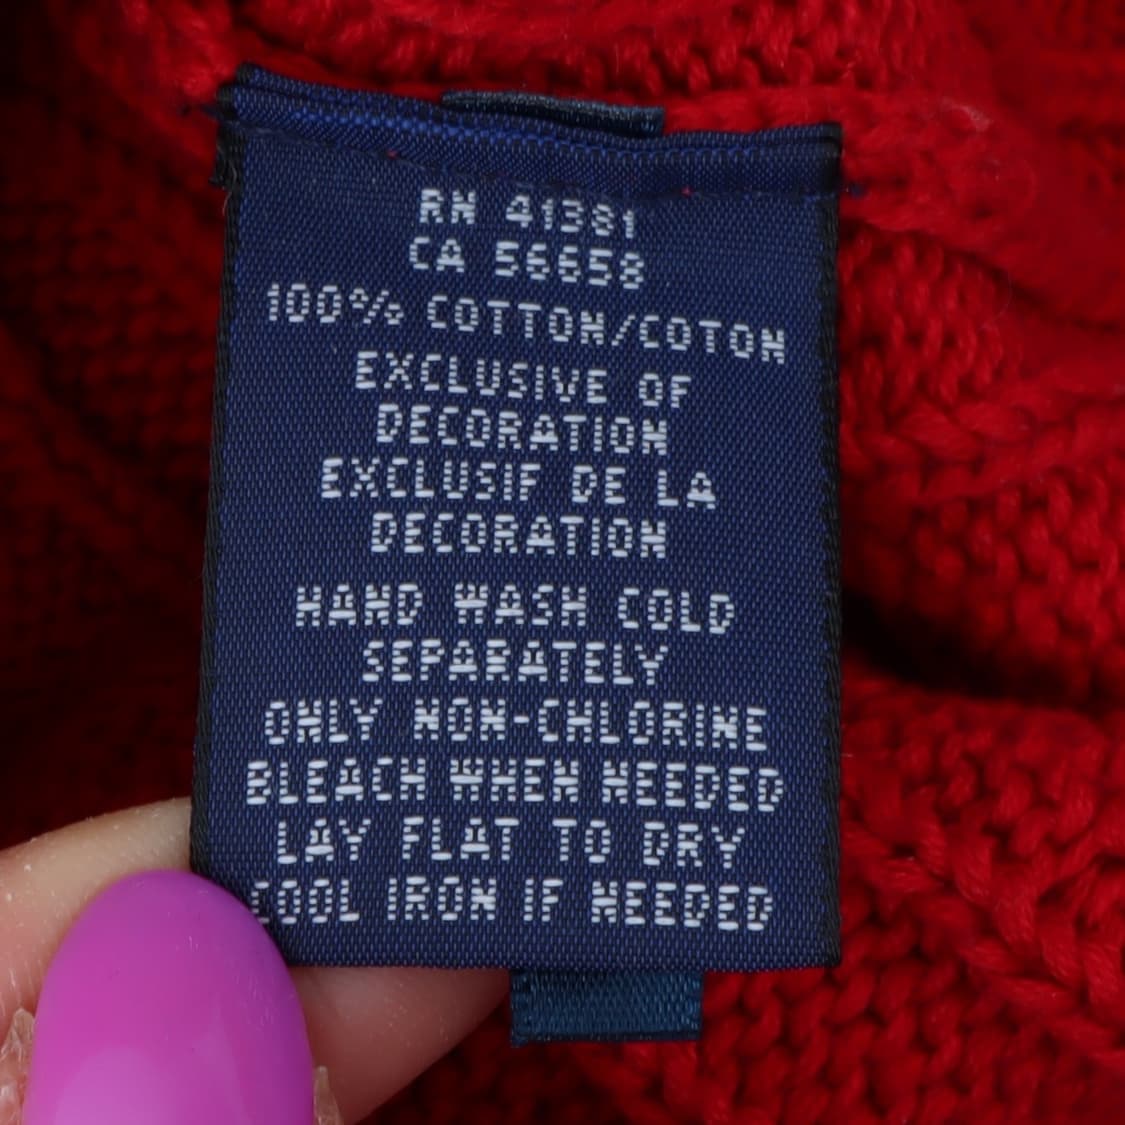 RN 41381
CA 56658
100% COTTON/COTON
EXCLUSIVE OF
DECORATION
EXCLUSIF DE LA
DECORATION
HAND WASH COLD
SEPARATELY
ONLY NON-CHLORINE
BLEACH WHEN NEEDED
LAY FLAT TO DRY
COOL IRON IF NEEDED